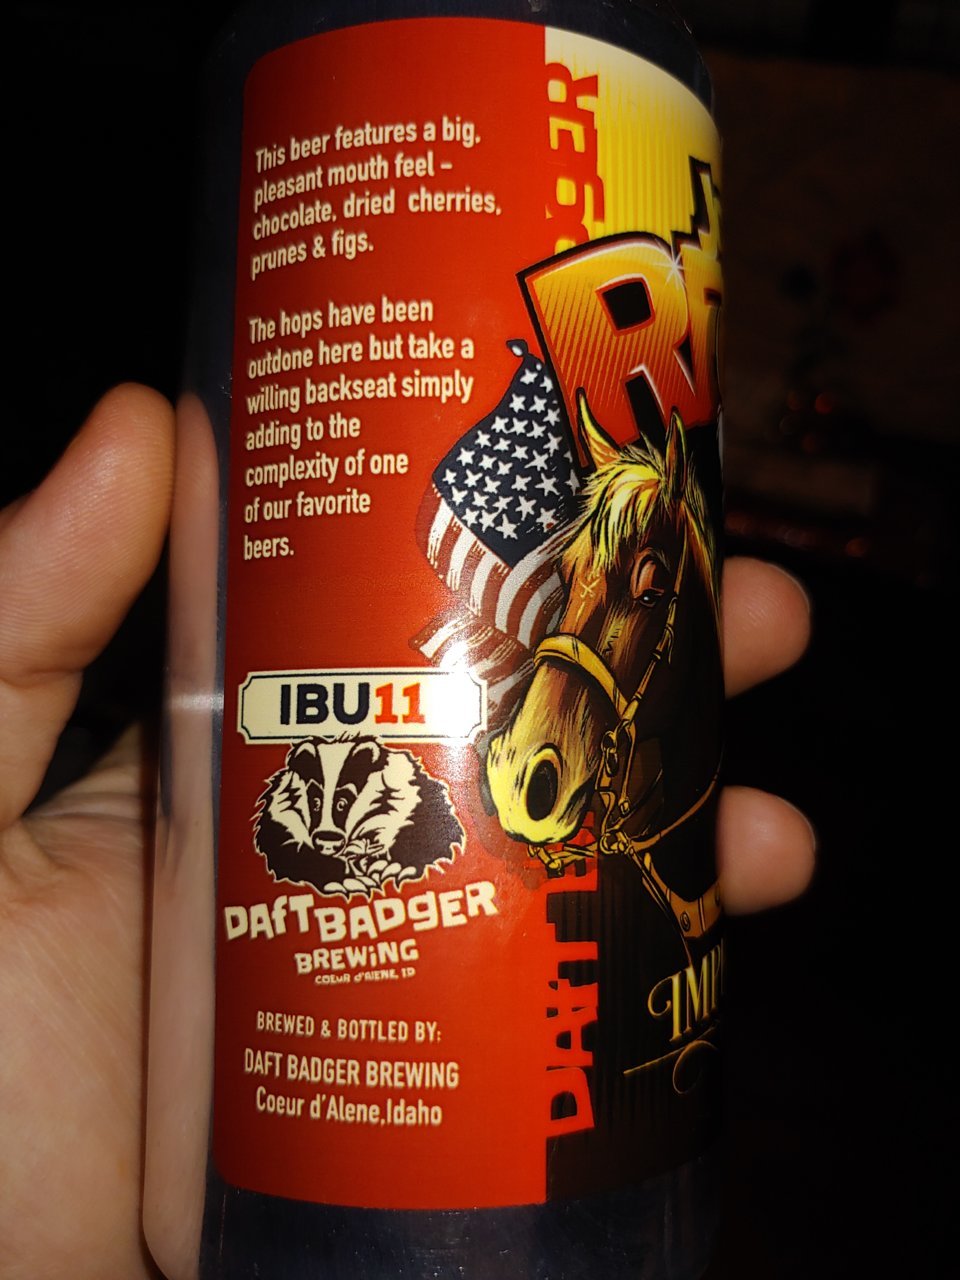 This beer features a big,
pleasant mouth feel –
chocolate, dried cherries,
prunes & figs.
The hops have been
outdone here but take a
willing backseat simply
adding to the
complexity of one
of our favorite
beers.
IBU11
DAFTBADGER
BREWING
COEUR d'ALENE, ID
BREWED & BOTTLED BY:
DAFT BADGER BREWING
Coeur d'Alene,Idaho
DAFT